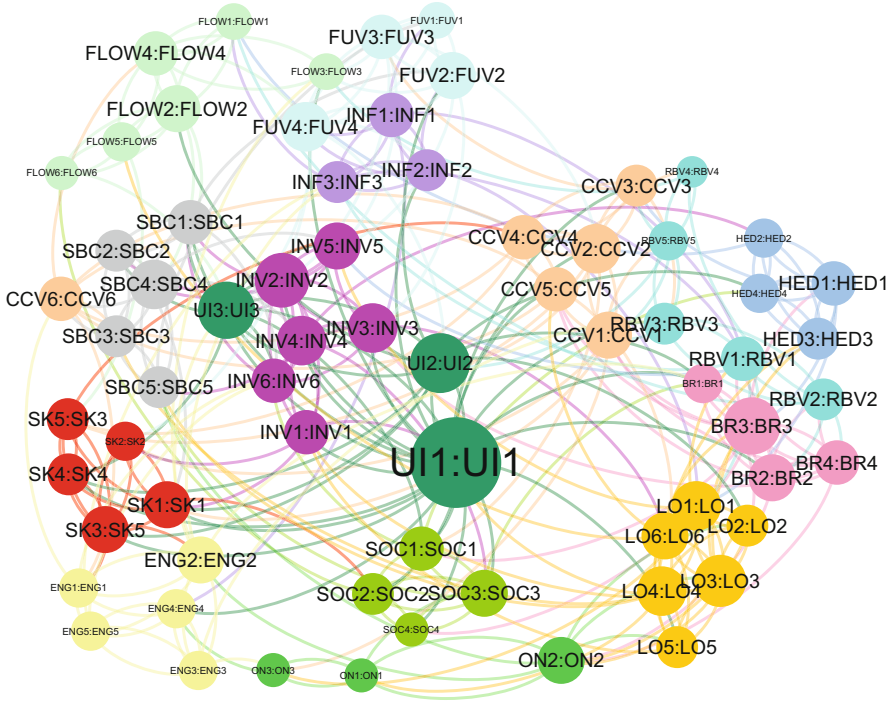 FLOW1:FLOW1
FUV1:FUV1
FUV3:FUV3
FLOW4:FLOW4
FLOW3:FLOW3
FUV2:FUV2
FLOW2:FLOW2
INF1:INF1
FUV4:FUV4
FLOW5:FLOW5
INF2:INF2
FLOW6:FLOW6
INF3:INF3
RBV4:RBV4
CCV3:CCV3
SBC1:SBC1
INV5:INV5
CCV4:CCV4
RBV5:RBV5
HED2:HED2
SBC2:SBC2
CCV2:CCV2
INV2:INV2
SBC4:SBC4
HED1:HED1
CCV5:CCV5
HED4:HED4
CCV6:CCV6
UI3:UI3
INV3:INV3
RBV3:RBV3
SBC3:SBC3
INV4:INV4
CCV1:CCV1
HED3:HED3
UI2:UI2
RBV1:RBV1
INV6:INV6
SBC5:SBC5
BR1:BR1
RBV2:RBV2
SK5:SK3
INV1:INV1
BR3:BR3
SK2:SK2
UI1:UI1
BR4:BR4
SK4:SK4
BR2:BR2
SK1:SK1
LO1:LO1
SK3:SK5
LO2:LO2
LO6:LO6
SOC1:SOC1
ENG2:ENG2
LO3:LO3
LO4:LO4
ENG1:ENG1
SOC2:SOC2
SOC3:SOC3
ENG4:ENG4
SOC4:SOC4
ENG5:ENG5
LO5:LO5
ON2:ON2
ENG3:ENG3
ON3:ON3
ON1:ON1